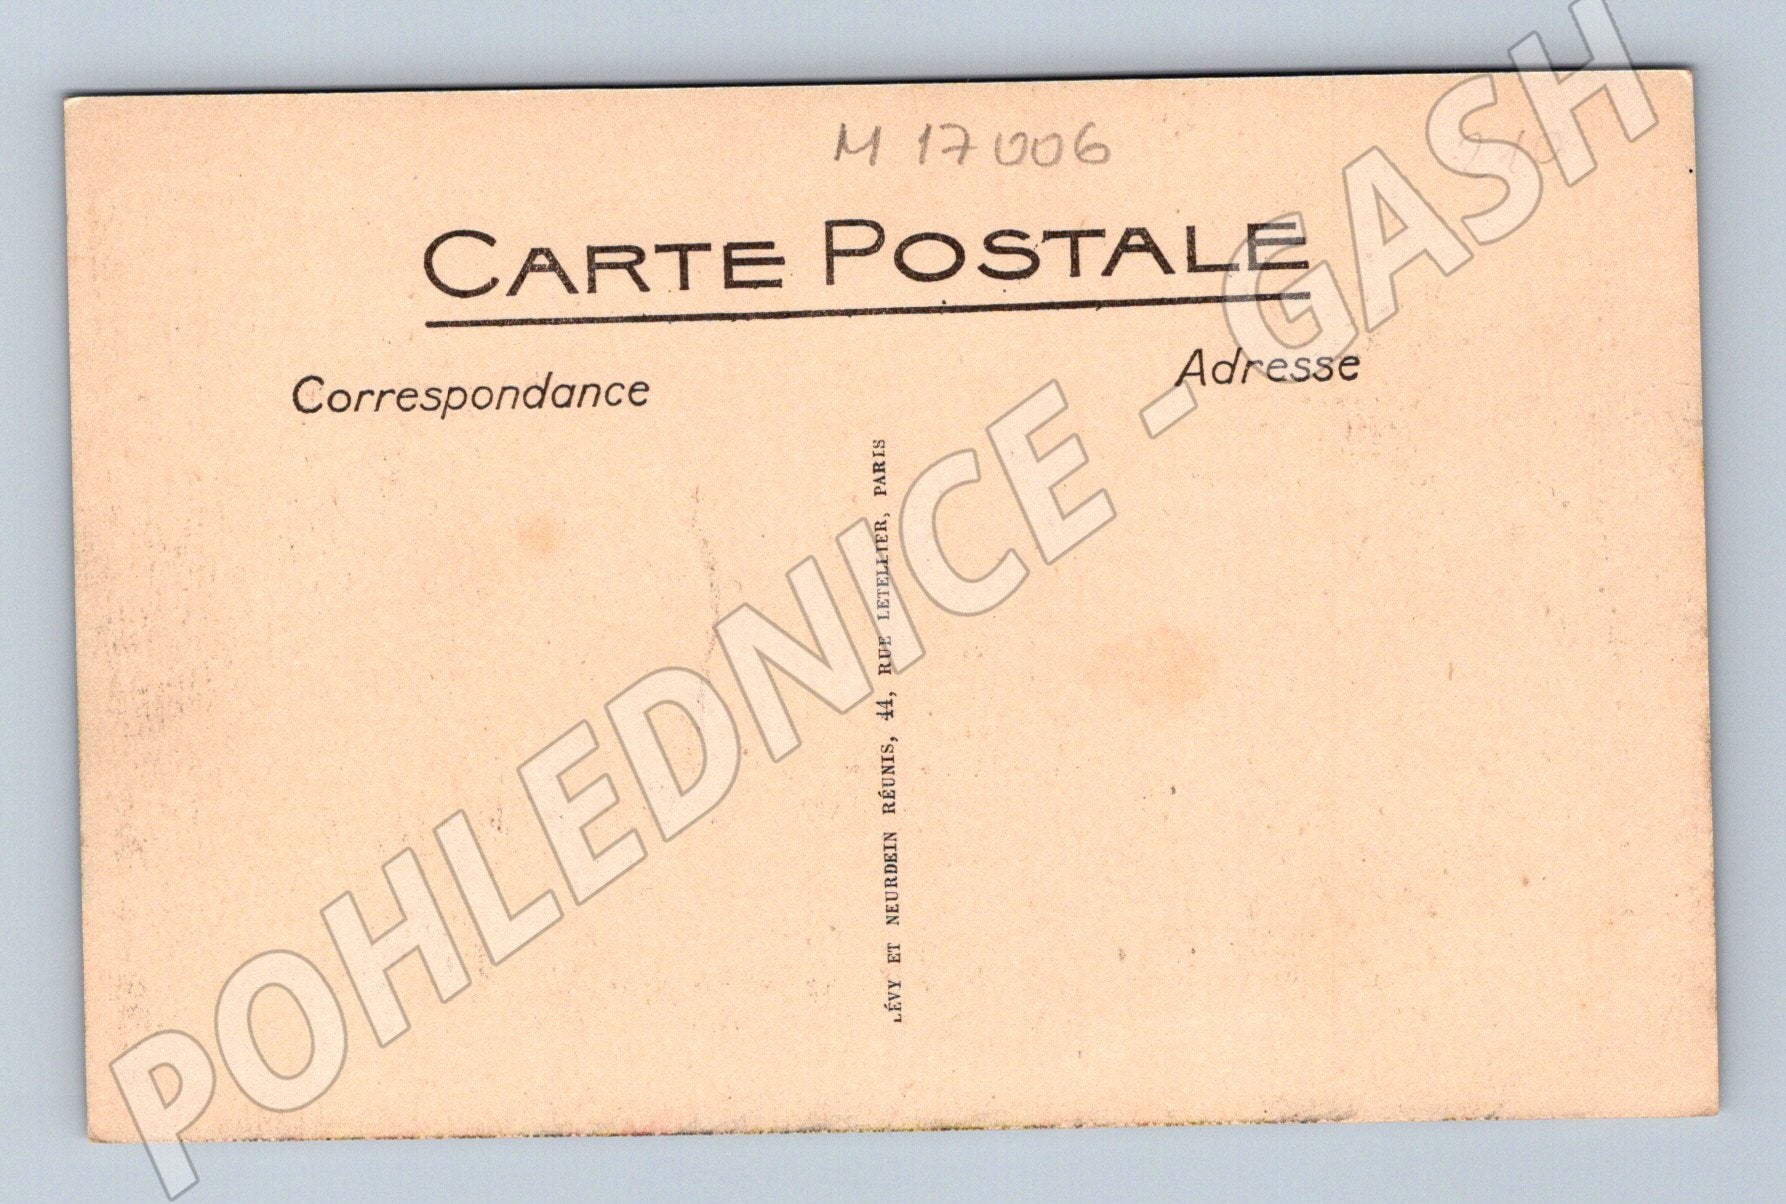 M 17006
CARTE POSTALE
Correspondance
Adresse
LÉVY ET NEURDEIN RÉUNIS, 44, RUE LETELLIER, PARIS
POHLEDNICE - GASH